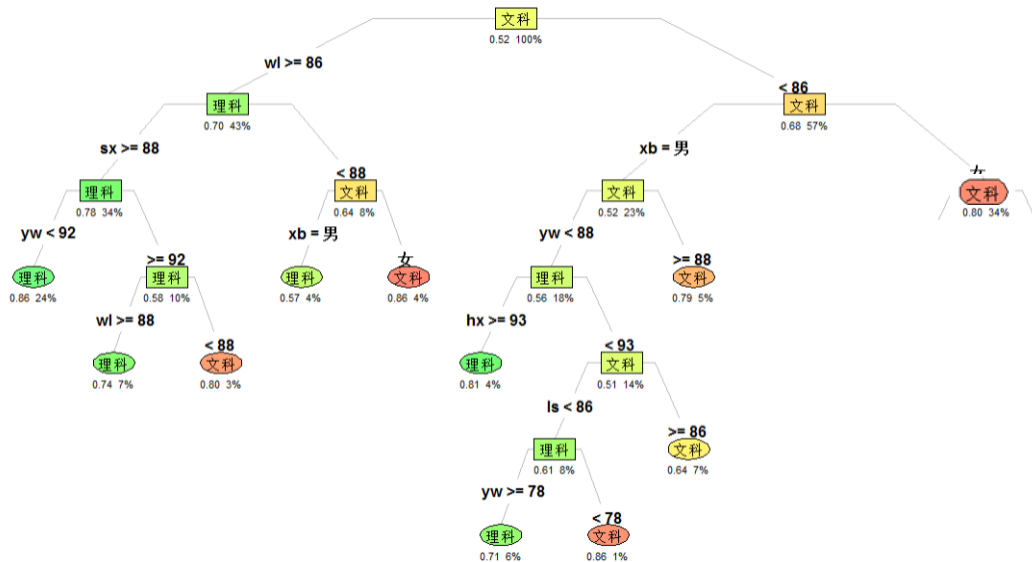 文科
0.52 100%
wl >= 86
< 86
理科
0.70 43%
文科
0.68 57%
sx >= 88
< 88
xb = 男
女
理科
0.78 34%
文科
0.64 8%
文科
0.52 23%
文科
0.80 34%
yw < 92
>= 92
xb = 男
女
yw < 88
>= 88
理科
0.86 24%
理科
0.58 10%
理科
0.57 4%
文科
0.86 4%
理科
0.56 18%
文科
0.79 5%
wl >= 88
< 88
hx >= 93
< 93
理科
0.74 7%
文科
0.80 3%
理科
0.81 4%
文科
0.51 14%
ls < 86
>= 86
理科
0.61 8%
文科
0.64 7%
yw >= 78
< 78
理科
0.71 6%
文科
0.86 1%